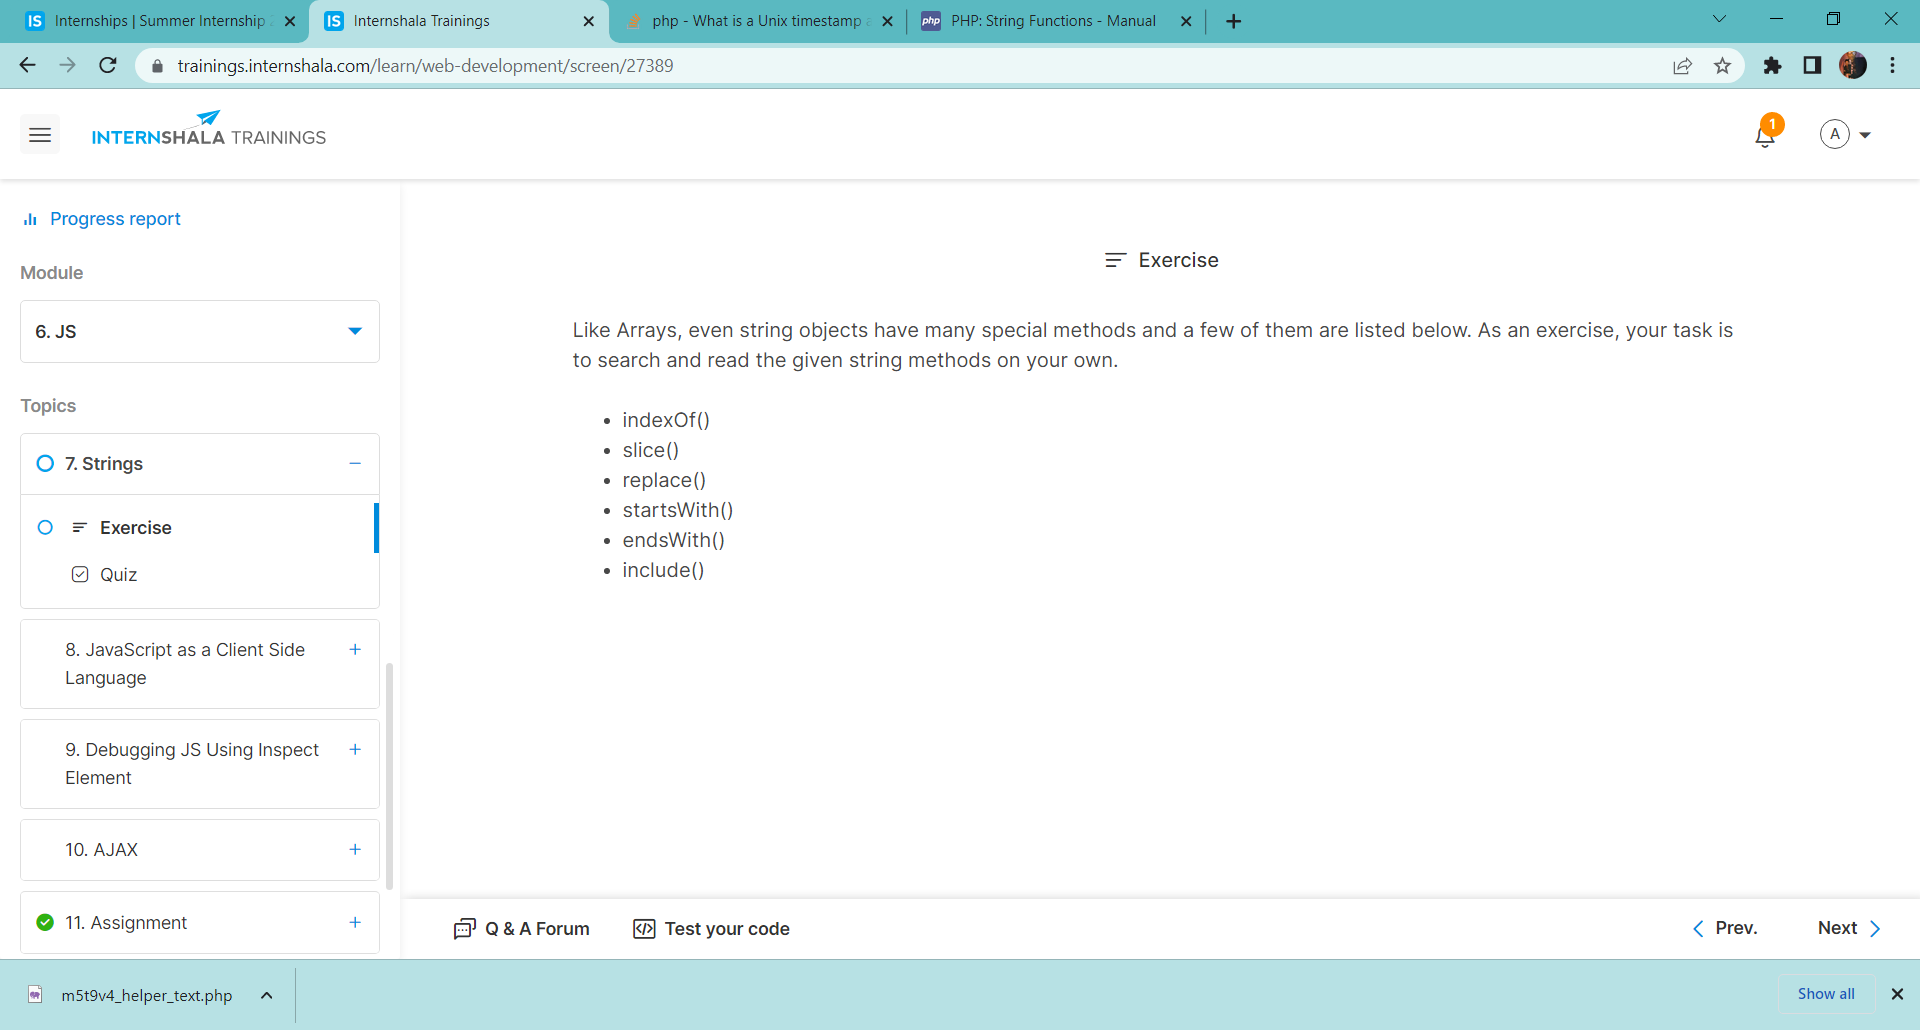 Internships | Summer Internship 2
Internshala Trainings
php - What is a Unix timestamp a
php PHP: String Functions - Manual
trainings.internshala.com/learn/web-development/screen/27389
INTERNSHALA TRAININGS
1
A
Progress report
Module
6. JS
Topics
7. Strings
Exercise
Quiz
8. JavaScript as a Client Side
Language
9. Debugging JS Using Inspect
Element
10. AJAX
11. Assignment
Exercise
Like Arrays, even string objects have many special methods and a few of them are listed below. As an exercise, your task is
to search and read the given string methods on your own.
• indexOf()
• slice()
• replace()
• startsWith()
• endsWith()
• include()
Q & A Forum
Test your code
Prev.
Next
m5t9v4_helper_text.php
Show all